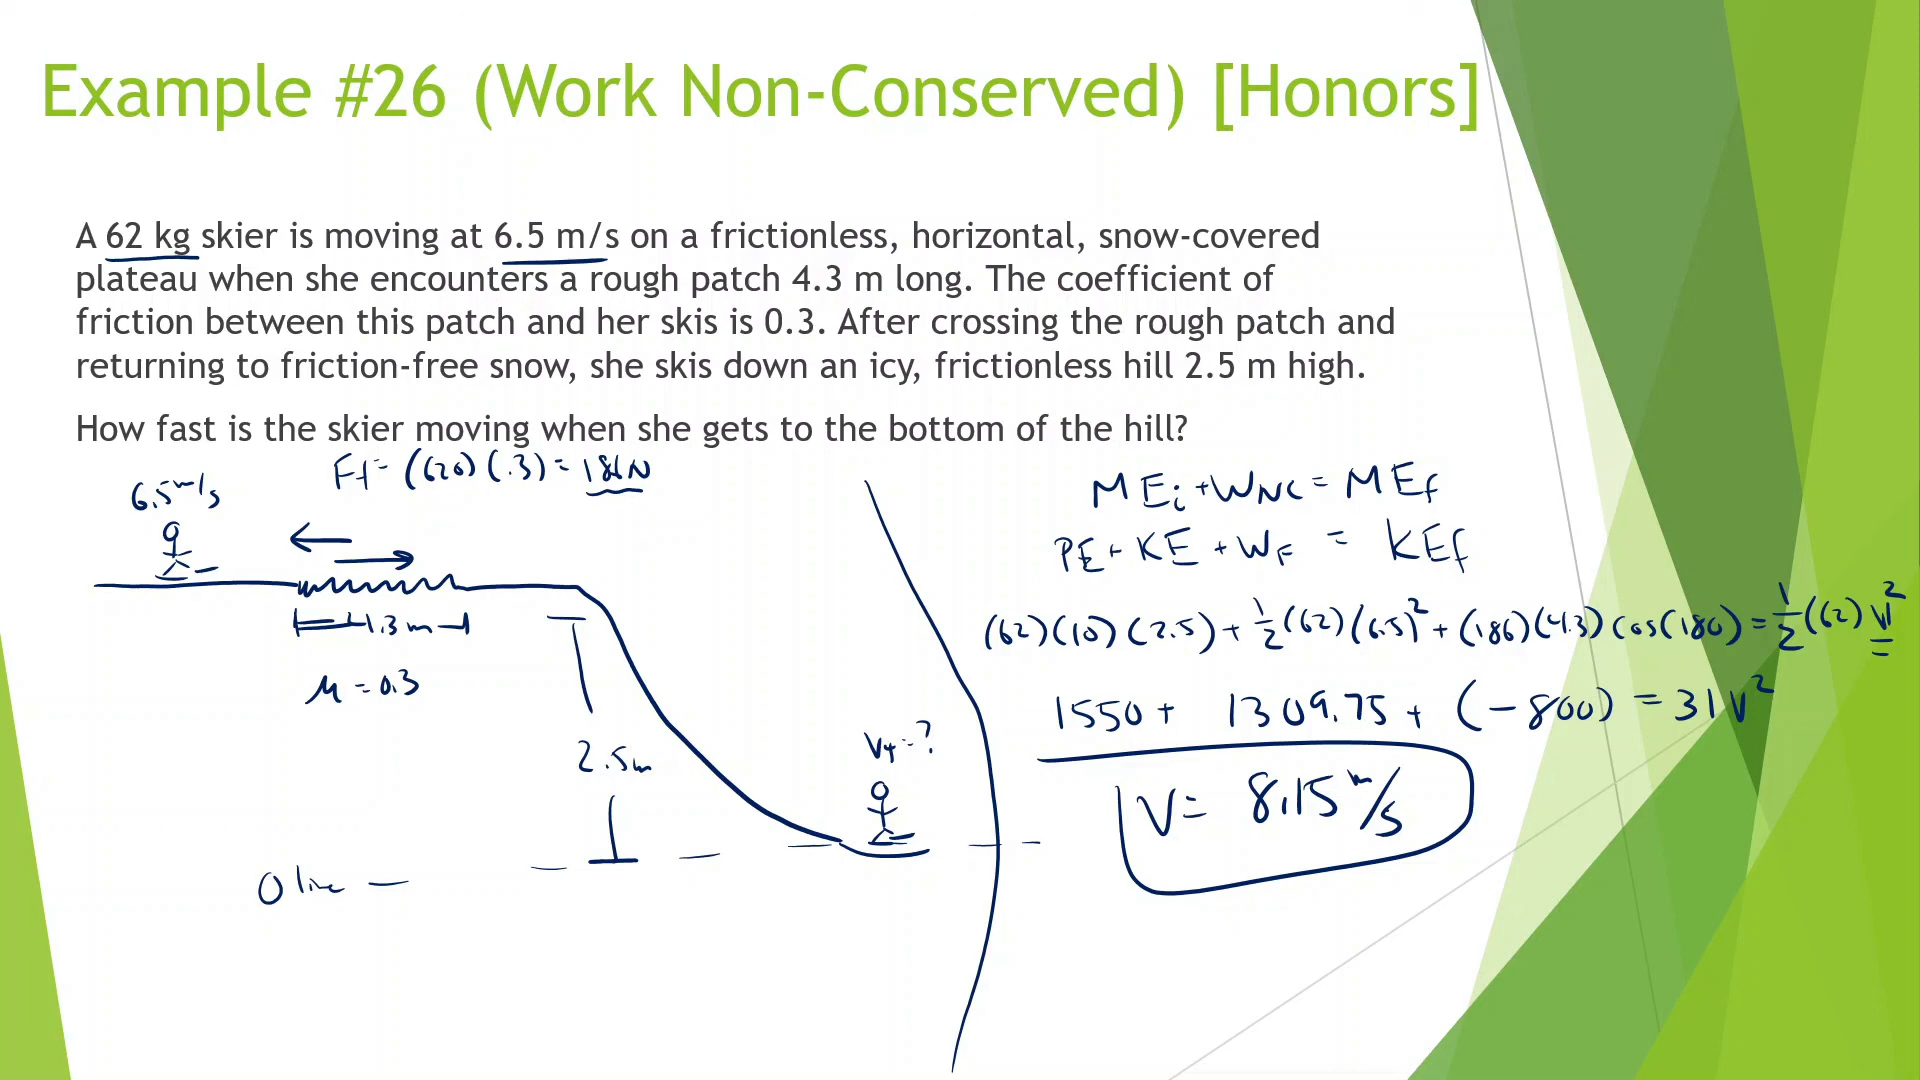 Example #26 (Work Non-Conserved) [Honors]
A 62 kg skier is moving at 6.5 m/s on a frictionless, horizontal, snow-covered
plateau when she encounters a rough patch 4.3 m long. The coefficient of
friction between this patch and her skis is 0.3. After crossing the rough patch and
returning to friction-free snow, she skis down an icy, frictionless hill 2.5 m high.
How fast is the skier moving when she gets to the bottom of the hill?
Ff = (620)(.3) = 186N
6.5 m/s
4.3 m
μ = 0.3
2.5m
Vf = ?
0 line
MEi + WNC = MEf
PE + KE + WF = KEf
(62)(10)(2.5) + 1/2(62)(6.5)² + (186)(4.3)cos(180) = 1/2(62)V²
1550 + 1309.75 + (-800) = 31V²
V = 8.15 m/s